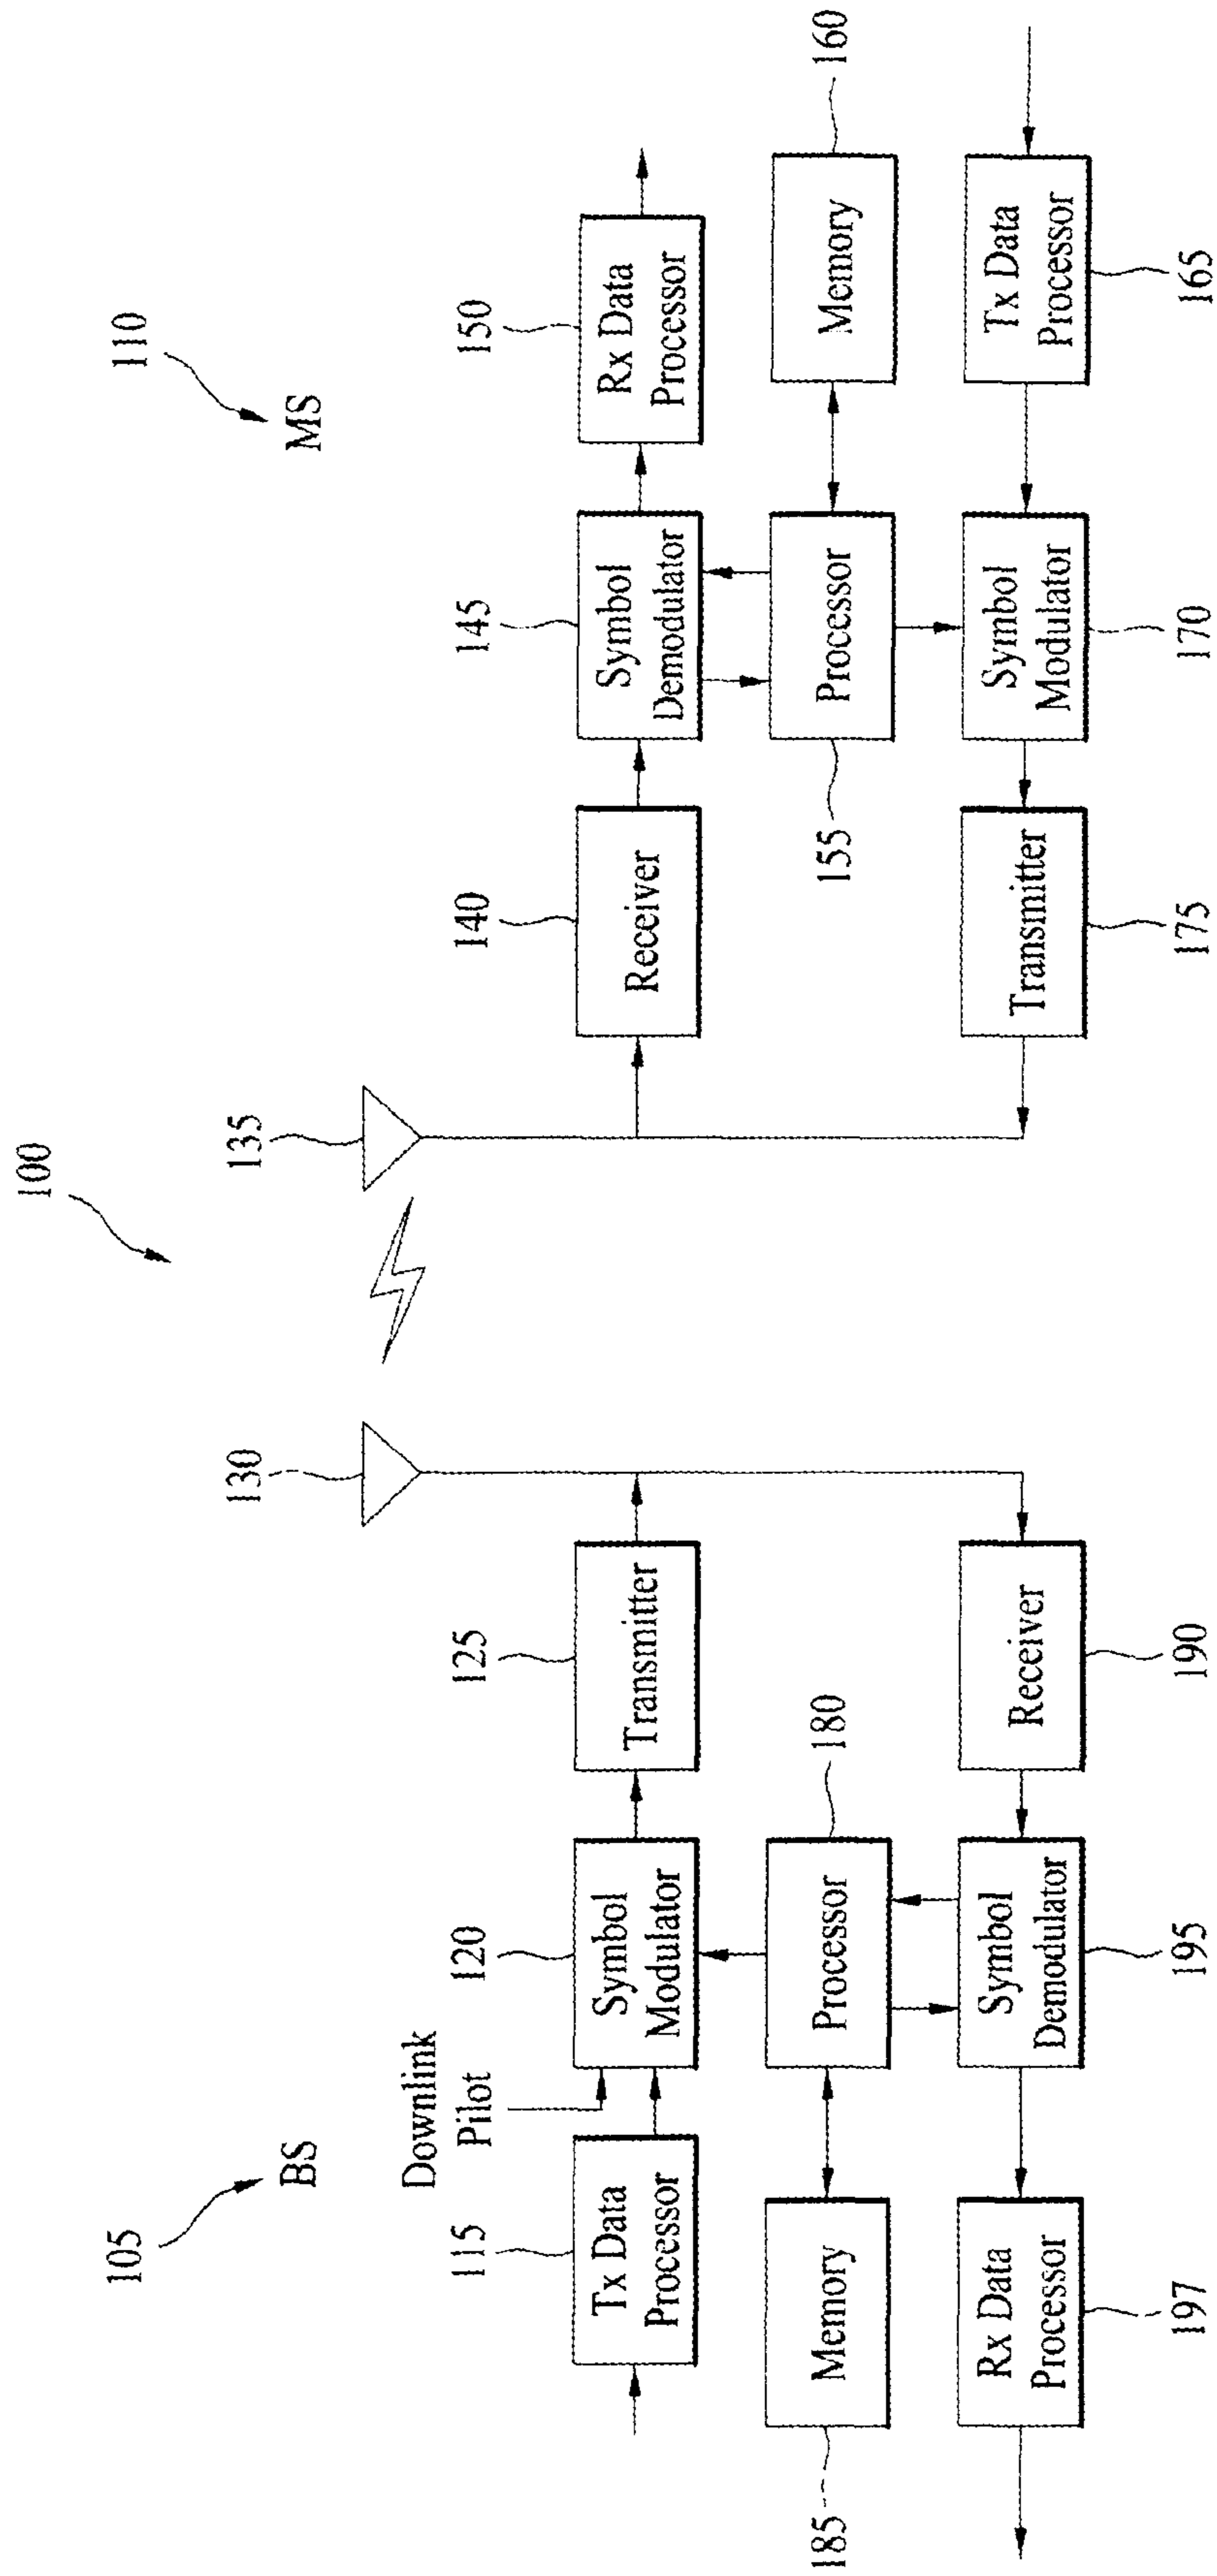 100
105
BS
110
MS
130
135
Downlink
Pilot
115
Tx Data
Processor
120
Symbol
Modulator
125
Transmitter
140
Receiver
145
Symbol
Demodulator
150
Rx Data
Processor
185
Memory
180
Processor
155
Processor
160
Memory
197
Rx Data
Processor
195
Symbol
Demodulator
190
Receiver
175
Transmitter
170
Symbol
Modulator
165
Tx Data
Processor